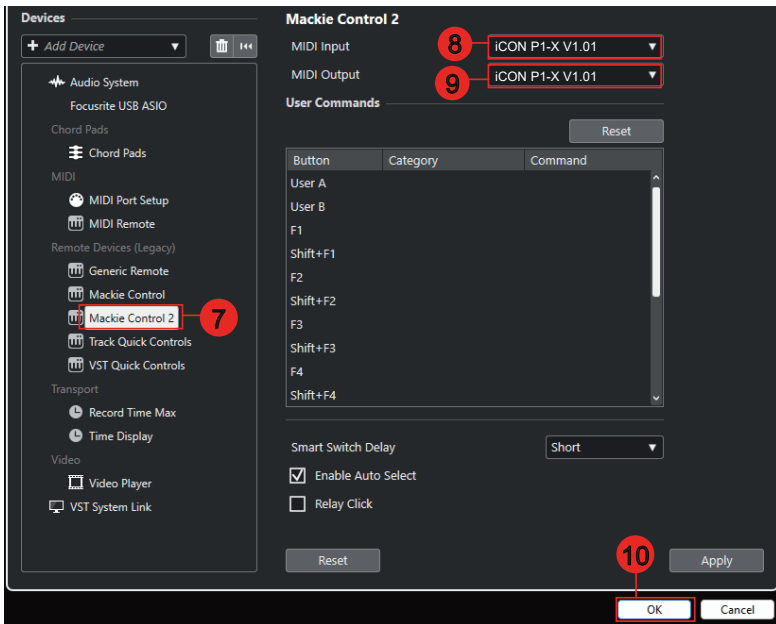 Devices
+ Add Device
Audio System
Focusrite USB ASIO
Chord Pads
Chord Pads
MIDI
MIDI Port Setup
MIDI Remote
Remote Devices (Legacy)
Generic Remote
Mackie Control
Mackie Control 2
7
Track Quick Controls
VST Quick Controls
Transport
Record Time Max
Time Display
Video
Video Player
VST System Link
Mackie Control 2
MIDI Input 8 iCON P1-X V1.01
MIDI Output 9 iCON P1-X V1.01
User Commands
Reset
Button Category Command
User A
User B
F1
Shift+F1
F2
Shift+F2
F3
Shift+F3
F4
Shift+F4
Smart Switch Delay Short
Enable Auto Select
Relay Click
Reset 10 Apply
OK Cancel